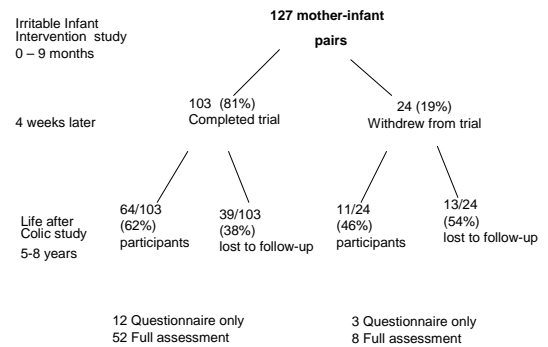 127 mother-infant
pairs
Irritable Infant
Intervention study
0 – 9 months
4 weeks later
103 (81%)
Completed trial
24 (19%)
Withdrew from trial
Life after
Colic study
5-8 years
64/103
(62%)
participants
39/103
(38%)
lost to follow-up
11/24
(46%)
participants
13/24
(54%)
lost to follow-up
12 Questionnaire only
52 Full assessment
3 Questionnaire only
8 Full assessment